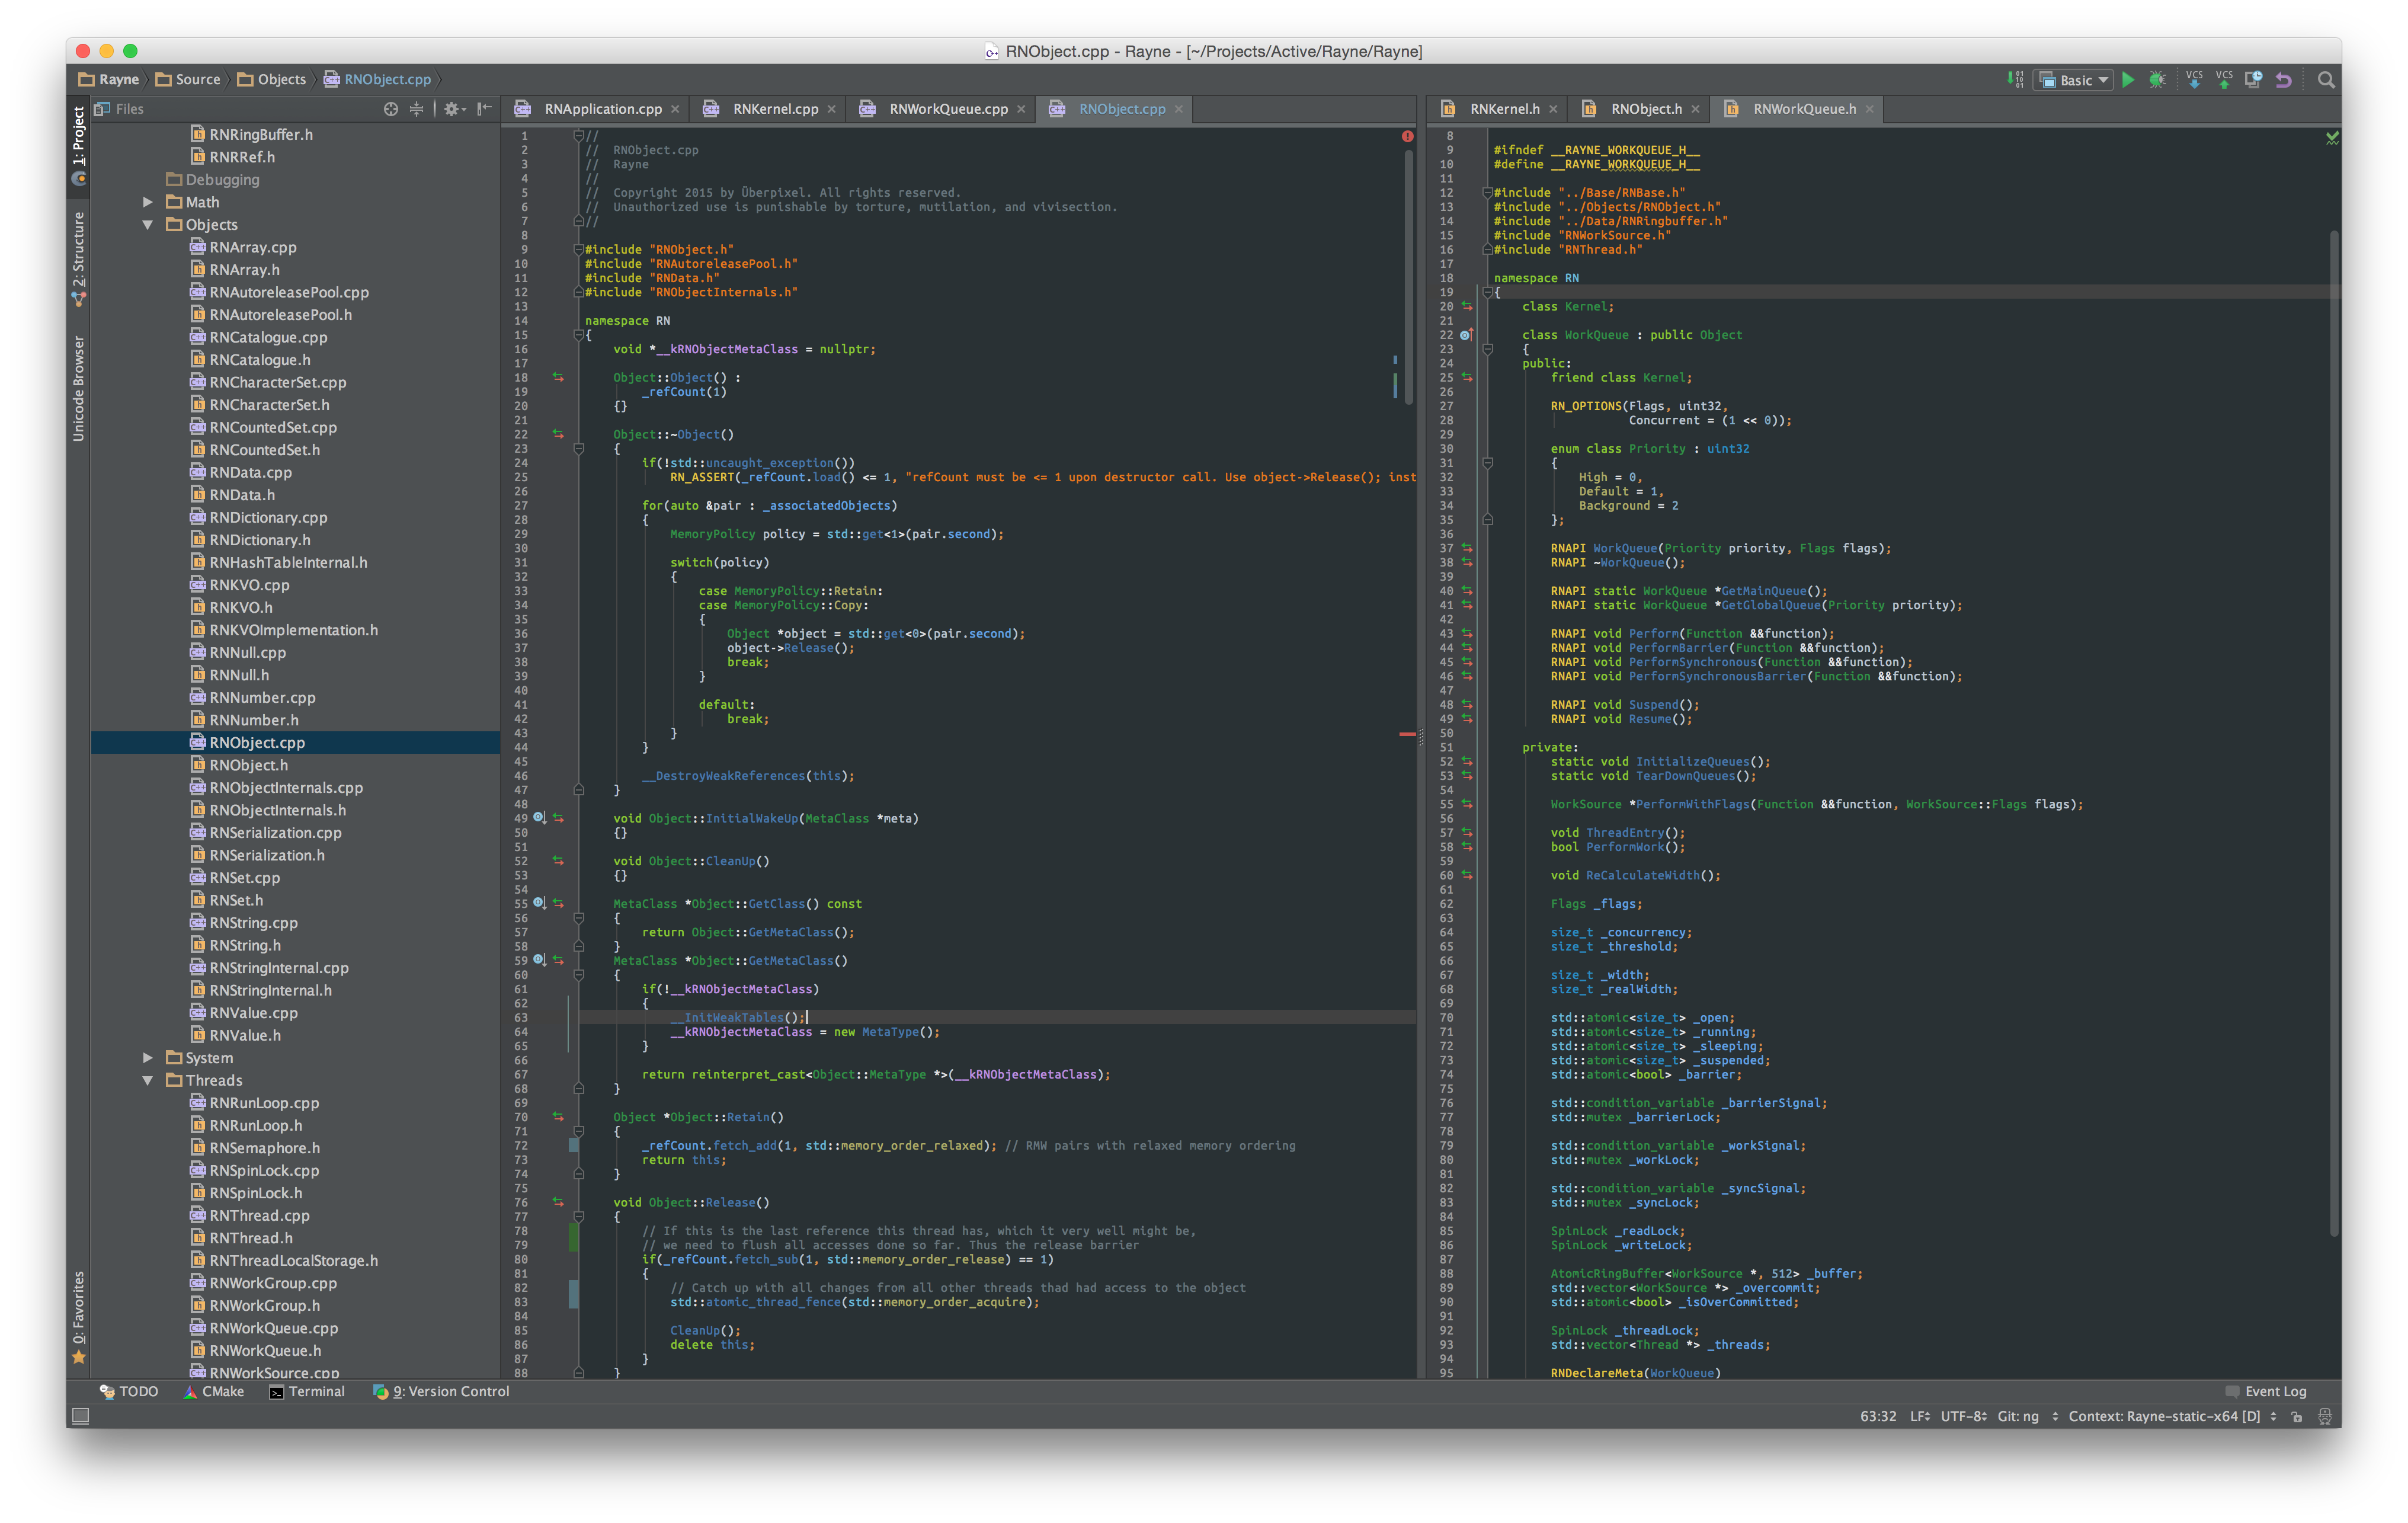 RNObject.cpp - Rayne - [~/Projects/Active/Rayne/Rayne]
Rayne Source Objects RNObject.cpp
Basic VCS VCS
Files
1: Project
2: Structure
Unicode Browser
0: Favorites
RNRingBuffer.h
RNRRef.h
Debugging
Math
Objects
RNArray.cpp
RNArray.h
RNAutoreleasePool.cpp
RNAutoreleasePool.h
RNCatalogue.cpp
RNCatalogue.h
RNCharacterSet.cpp
RNCharacterSet.h
RNCountedSet.cpp
RNCountedSet.h
RNData.cpp
RNData.h
RNDictionary.cpp
RNDictionary.h
RNHashTableInternal.h
RNKVO.cpp
RNKVO.h
RNKVOImplementation.h
RNNull.cpp
RNNull.h
RNNumber.cpp
RNNumber.h
RNObject.cpp
RNObject.h
RNObjectInternals.cpp
RNObjectInternals.h
RNSerialization.cpp
RNSerialization.h
RNSet.cpp
RNSet.h
RNString.cpp
RNString.h
RNStringInternal.cpp
RNStringInternal.h
RNValue.cpp
RNValue.h
System
Threads
RNRunLoop.cpp
RNRunLoop.h
RNSemaphore.h
RNSpinLock.cpp
RNSpinLock.h
RNThread.cpp
RNThread.h
RNThreadLocalStorage.h
RNWorkGroup.cpp
RNWorkGroup.h
RNWorkQueue.cpp
RNWorkQueue.h
RNWorkSource.cpp
RNApplication.cpp RNKernel.cpp RNWorkQueue.cpp RNObject.cpp
1 //
2 // RNObject.cpp
3 // Rayne
4 //
5 // Copyright 2015 by Überpixel. All rights reserved.
6 // Unauthorized use is punishable by torture, mutilation, and vivisection.
7 //
8
9 #include "RNObject.h"
10 #include "RNAutoreleasePool.h"
11 #include "RNData.h"
12 #include "RNObjectInternals.h"
13
14 namespace RN
15 {
16 void *__kRNObjectMetaClass = nullptr;
17
18 Object::Object() :
19 _refCount(1)
20 {}
21
22 Object::~Object()
23 {
24 if(!std::uncaught_exception())
25 RN_ASSERT(_refCount.load() <= 1, "refCount must be <= 1 upon destructor call. Use object->Release(); inst
26
27 for(auto &pair : _associatedObjects)
28 {
29 MemoryPolicy policy = std::get<1>(pair.second);
30
31 switch(policy)
32 {
33 case MemoryPolicy::Retain:
34 case MemoryPolicy::Copy:
35 {
36 Object *object = std::get<0>(pair.second);
37 object->Release();
38 break;
39 }
40
41 default:
42 break;
43 }
44 }
45
46 __DestroyWeakReferences(this);
47 }
48
49 void Object::InitialWakeUp(MetaClass *meta)
50 {}
51
52 void Object::CleanUp()
53 {}
54
55 MetaClass *Object::GetClass() const
56 {
57 return Object::GetMetaClass();
58 }
59 MetaClass *Object::GetMetaClass()
60 {
61 if(!__kRNObjectMetaClass)
62 {
63 __InitWeakTables();
64 __kRNObjectMetaClass = new MetaType();
65 }
66
67 return reinterpret_cast<Object::MetaType *>(__kRNObjectMetaClass);
68 }
69
70 Object *Object::Retain()
71 {
72 _refCount.fetch_add(1, std::memory_order_relaxed); // RMW pairs with relaxed memory ordering
73 return this;
74 }
75
76 void Object::Release()
77 {
78 // If this is the last reference this thread has, which it very well might be,
79 // we need to flush all accesses done so far. Thus the release barrier
80 if(_refCount.fetch_sub(1, std::memory_order_release) == 1)
81 {
82 // Catch up with all changes from all other threads thad had access to the object
83 std::atomic_thread_fence(std::memory_order_acquire);
84
85 CleanUp();
86 delete this;
87 }
88 }
RNKernel.h RNObject.h RNWorkQueue.h
8
9 #ifndef __RAYNE_WORKQUEUE_H__
10 #define __RAYNE_WORKQUEUE_H__
11
12 #include "../Base/RNBase.h"
13 #include "../Objects/RNObject.h"
14 #include "../Data/RNRingbuffer.h"
15 #include "RNWorkSource.h"
16 #include "RNThread.h"
17
18 namespace RN
19 {
20 class Kernel;
21
22 class WorkQueue : public Object
23 {
24 public:
25 friend class Kernel;
26
27 RN_OPTIONS(Flags, uint32,
28 Concurrent = (1 << 0));
29
30 enum class Priority : uint32
31 {
32 High = 0,
33 Default = 1,
34 Background = 2
35 };
36
37 RNAPI WorkQueue(Priority priority, Flags flags);
38 RNAPI ~WorkQueue();
39
40 RNAPI static WorkQueue *GetMainQueue();
41 RNAPI static WorkQueue *GetGlobalQueue(Priority priority);
42
43 RNAPI void Perform(Function &&function);
44 RNAPI void PerformBarrier(Function &&function);
45 RNAPI void PerformSynchronous(Function &&function);
46 RNAPI void PerformSynchronousBarrier(Function &&function);
47
48 RNAPI void Suspend();
49 RNAPI void Resume();
50
51 private:
52 static void InitializeQueues();
53 static void TearDownQueues();
54
55 WorkSource *PerformWithFlags(Function &&function, WorkSource::Flags flags);
56
57 void ThreadEntry();
58 bool PerformWork();
59
60 void ReCalculateWidth();
61
62 Flags _flags;
63
64 size_t _concurrency;
65 size_t _threshold;
66
67 size_t _width;
68 size_t _realWidth;
69
70 std::atomic<size_t> _open;
71 std::atomic<size_t> _running;
72 std::atomic<size_t> _sleeping;
73 std::atomic<size_t> _suspended;
74 std::atomic<bool> _barrier;
75
76 std::condition_variable _barrierSignal;
77 std::mutex _barrierLock;
78
79 std::condition_variable _workSignal;
80 std::mutex _workLock;
81
82 std::condition_variable _syncSignal;
83 std::mutex _syncLock;
84
85 SpinLock _readLock;
86 SpinLock _writeLock;
87
88 AtomicRingBuffer<WorkSource *, 512> _buffer;
89 std::vector<WorkSource *> _overcommit;
90 std::atomic<bool> _isOverCommitted;
91
92 SpinLock _threadLock;
93 std::vector<Thread *> _threads;
94
95 RNDeclareMeta(WorkQueue)
TODO CMake Terminal 9: Version Control Event Log
63:32 LF UTF-8 Git: ng Context: Rayne-static-x64 [D]